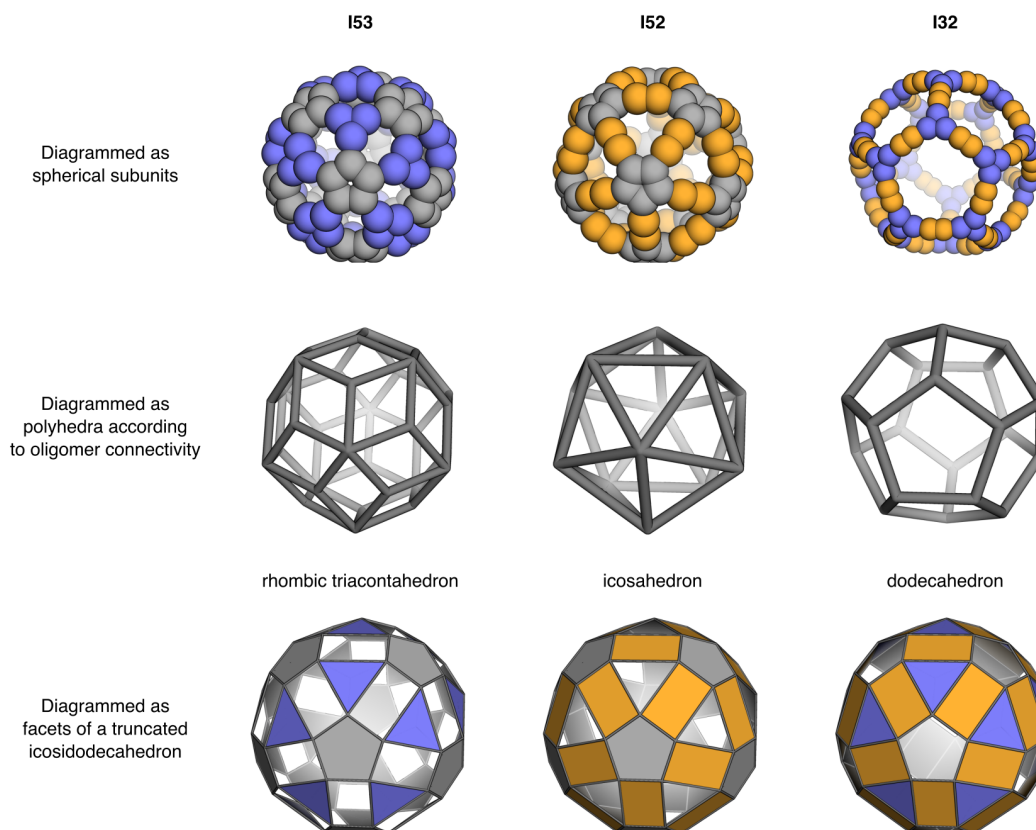 I53
I52
I32
Diagrammed as
spherical subunits
Diagrammed as
polyhedra according
to oligomer connectivity
rhombic triacontahedron
icosahedron
dodecahedron
Diagrammed as
facets of a truncated
icosidodecahedron